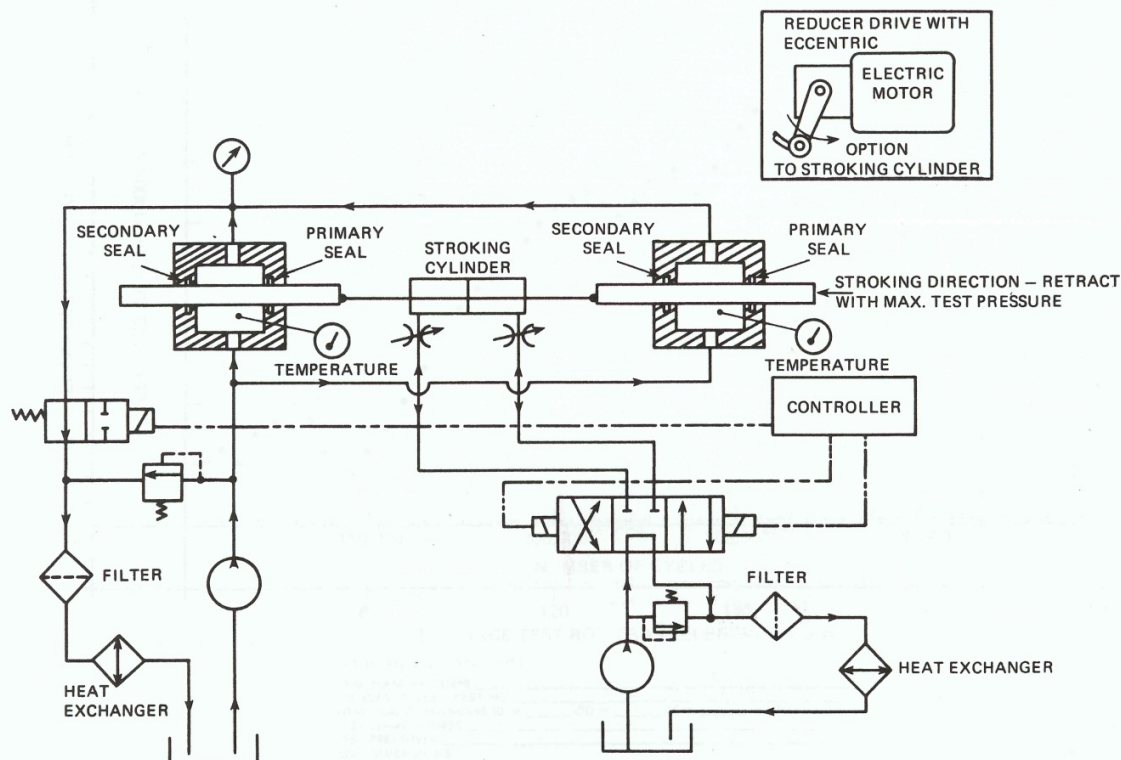 REDUCER DRIVE WITH
ECCENTRIC
ELECTRIC
MOTOR
OPTION
TO STROKING CYLINDER
SECONDARY
SEAL
PRIMARY
SEAL
STROKING
CYLINDER
SECONDARY
SEAL
PRIMARY
SEAL
STROKING DIRECTION – RETRACT
WITH MAX. TEST PRESSURE
TEMPERATURE
TEMPERATURE
CONTROLLER
FILTER
FILTER
HEAT
EXCHANGER
HEAT EXCHANGER